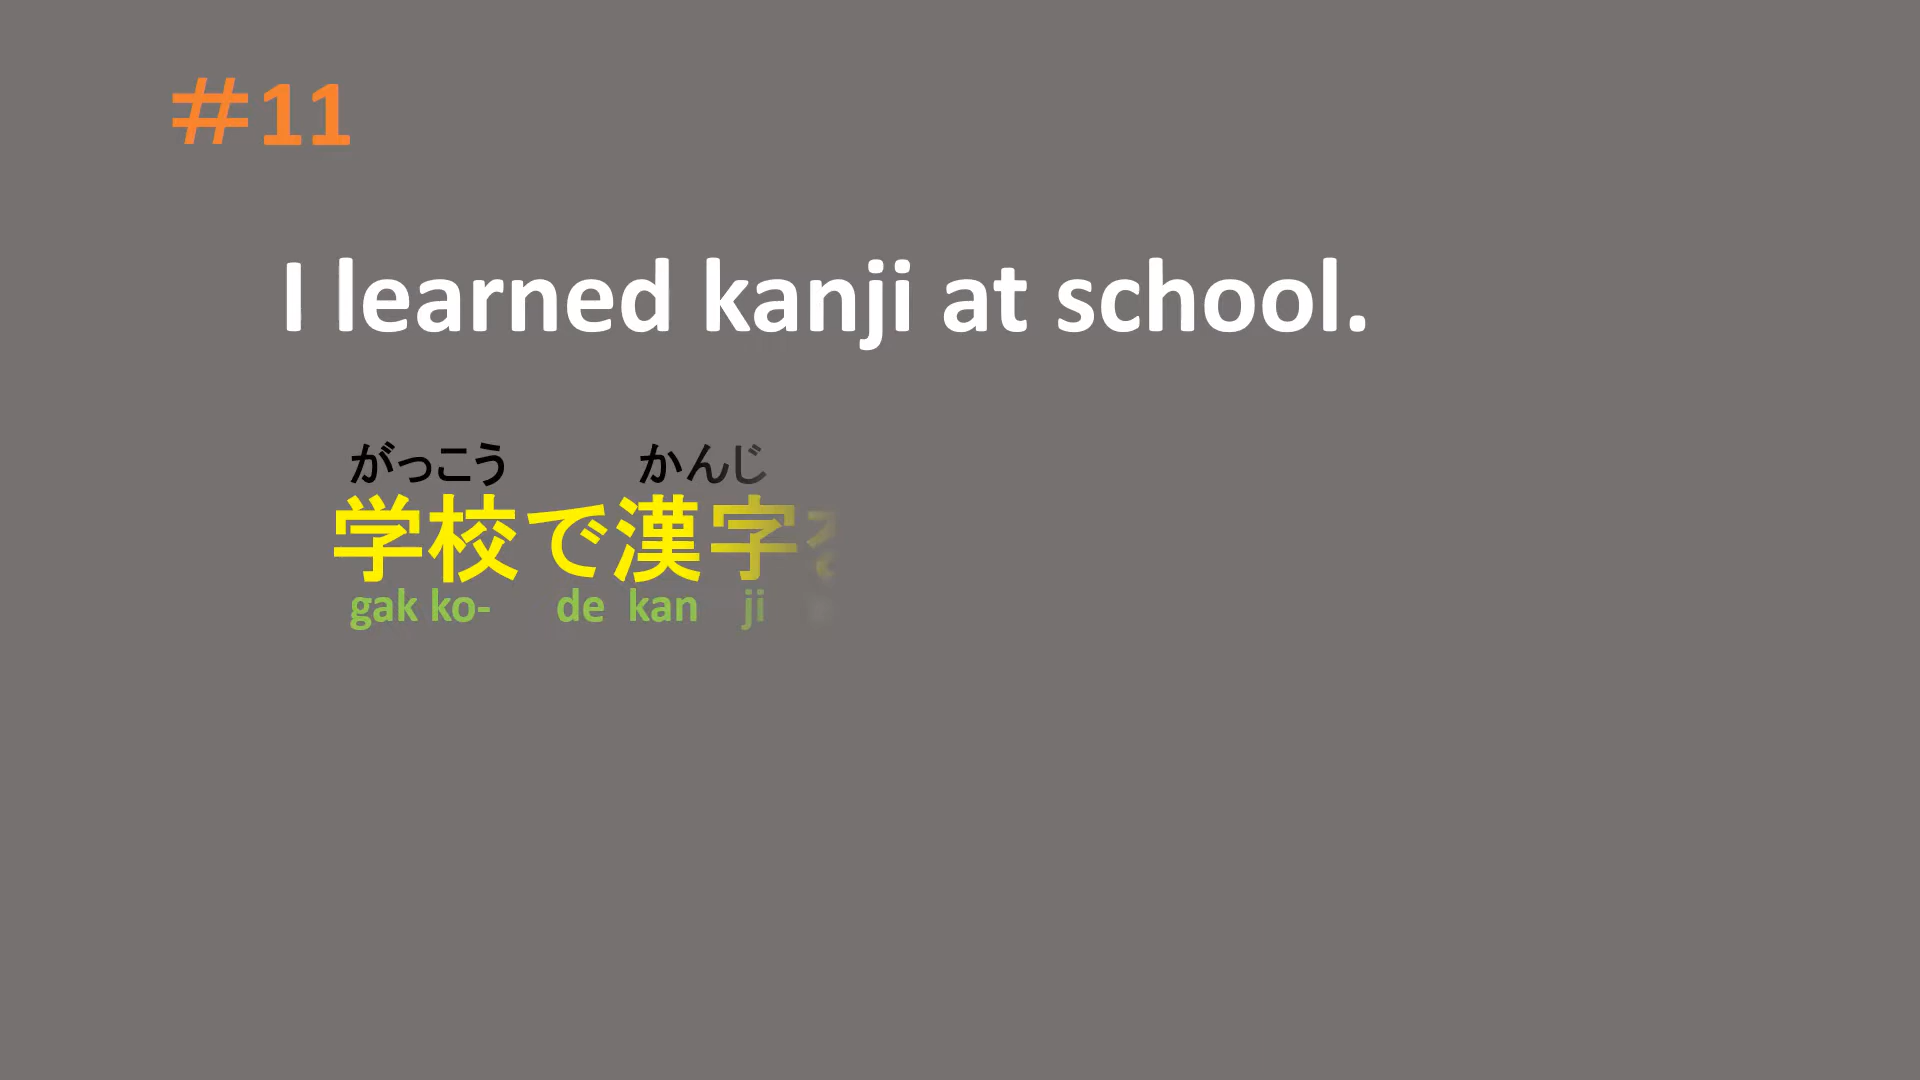 ＃11
I learned kanji at school.
がっこう かんじ
学校で漢字
gak ko- de kan ji